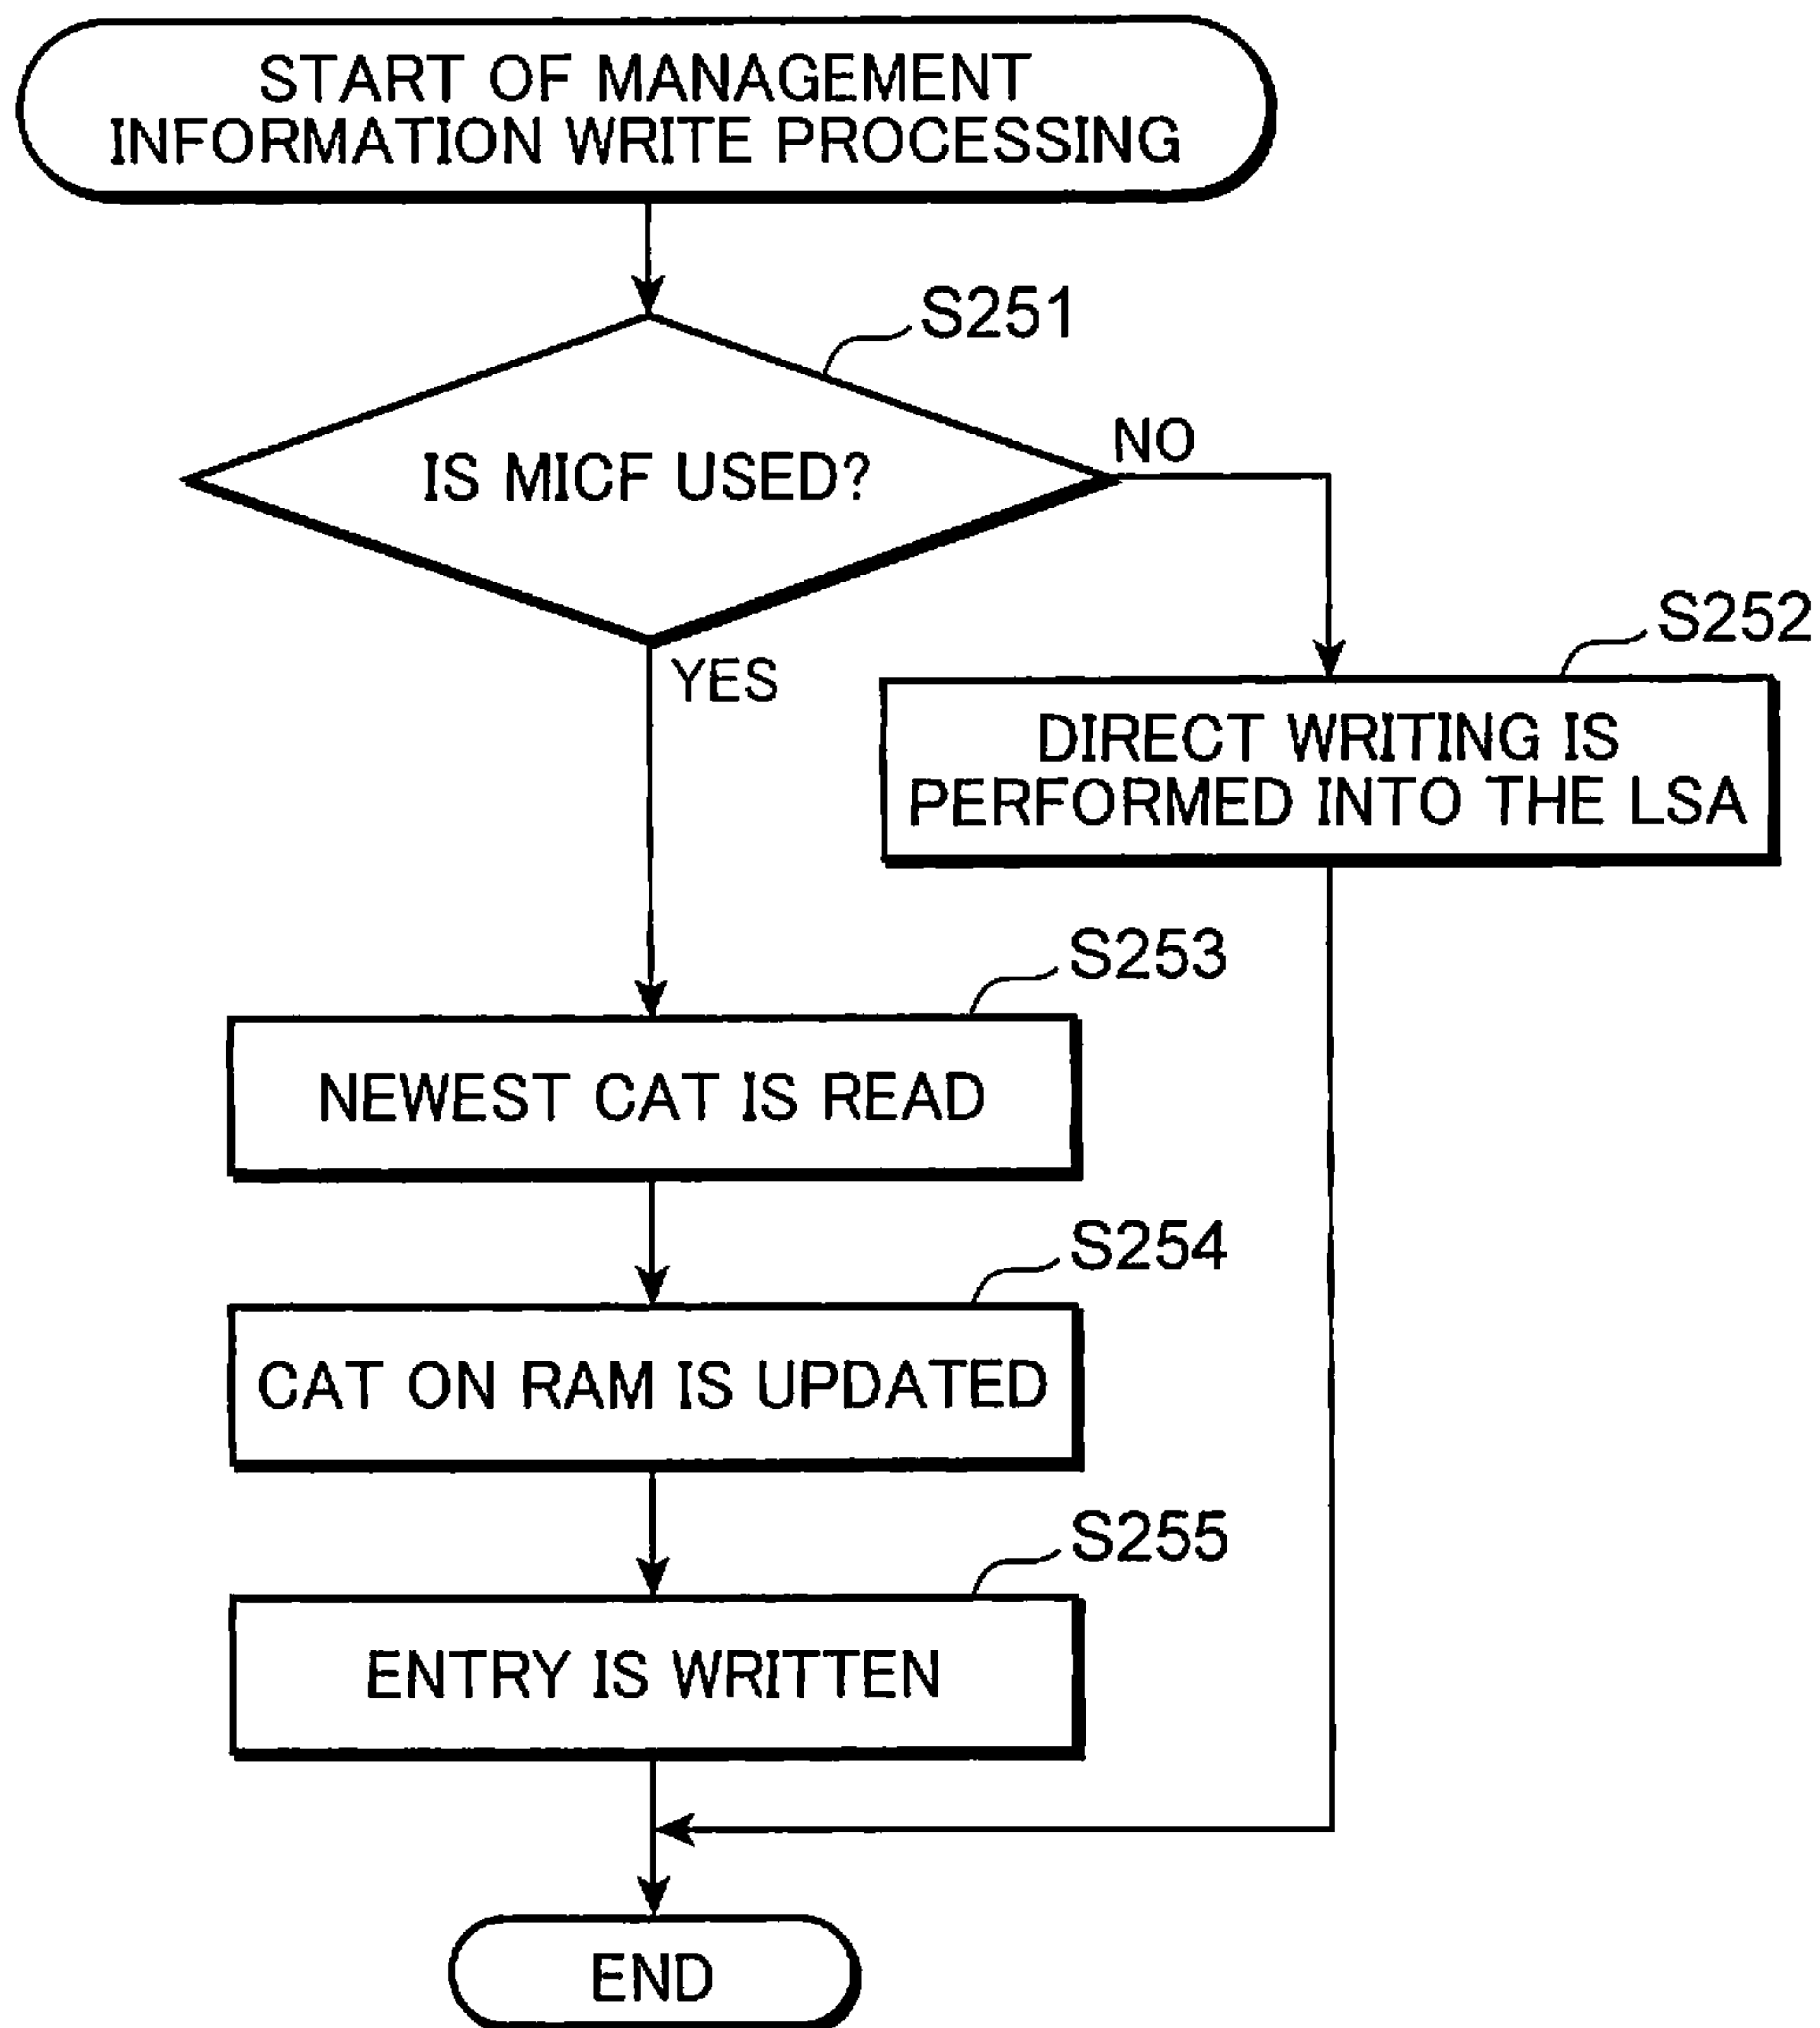 START OF MANAGEMENT
INFORMATION WRITE PROCESSING
S251
IS MICF USED?
NO
YES
S252
DIRECT WRITING IS
PERFORMED INTO THE LSA
S253
NEWEST CAT IS READ
S254
CAT ON RAM IS UPDATED
S255
ENTRY IS WRITTEN
END